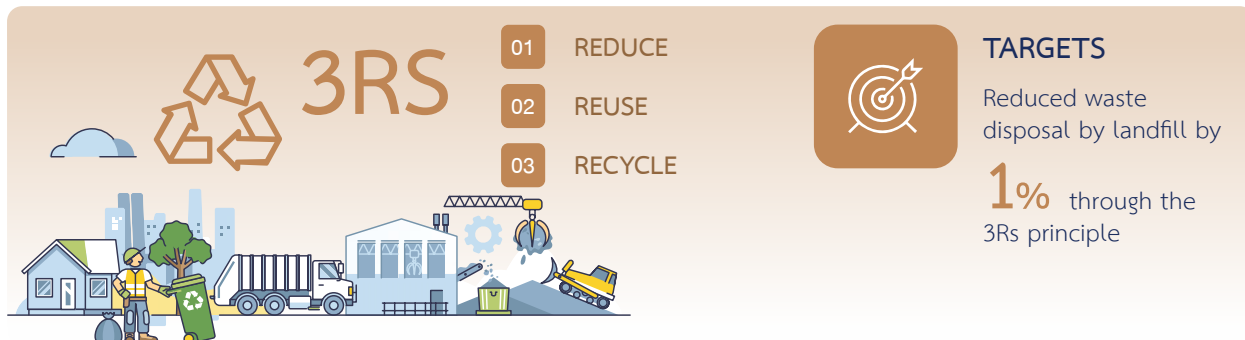 3RS
01 REDUCE
02 REUSE
03 RECYCLE
TARGETS
Reduced waste
disposal by landfill by
1% through the
3Rs principle